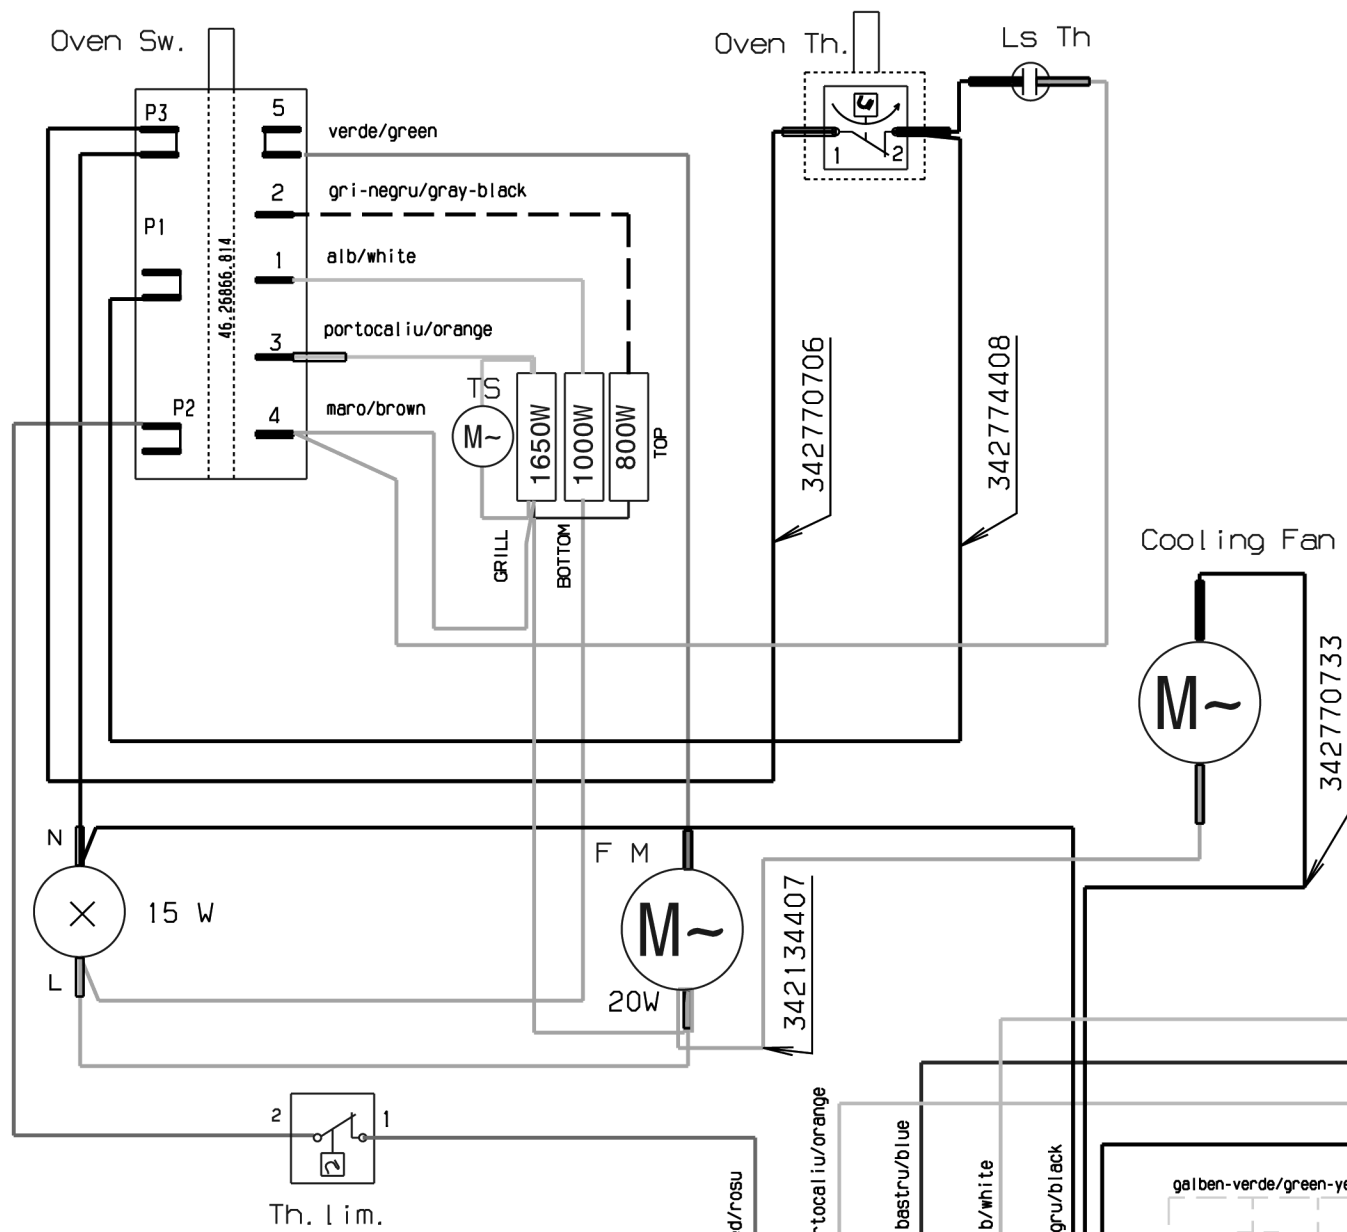 Oven Sw.
Oven Th.
Ls Th
P3
5
verde/green
1
2
2
gri-negru/gray-black
P1
46.26866.814
1
alb/white
3
portocaliu/orange
TS
P2
4
maro/brown
M~
1650W
1000W
800W
TOP
GRILL
BOTTOM
342770706
342774408
Cooling Fan
M~
342770733
N
F M
15 W
M~
L
20W
342134407
2
1
Th.lim.
galben-verde/green-ye